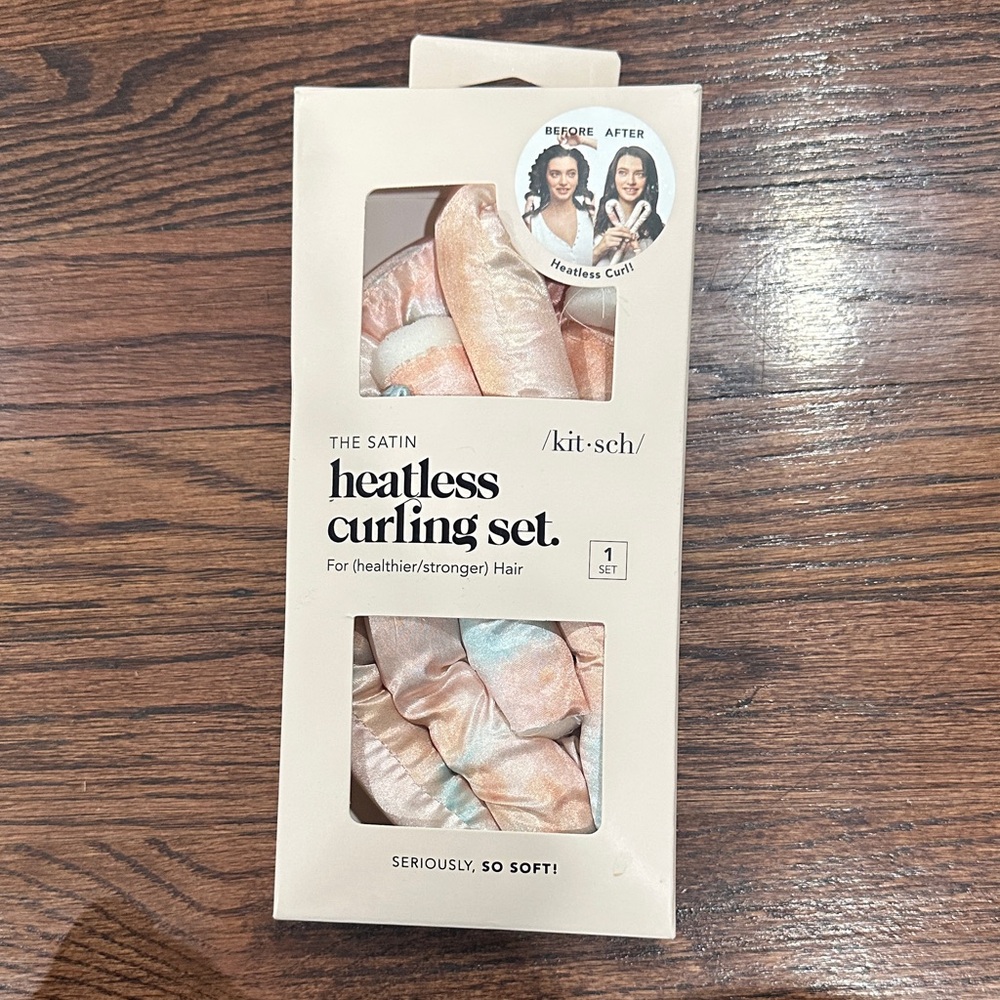 BEFORE AFTER
Heatless Curl!
THE SATIN
/kit·sch/
heatless
curling set.
For (healthier/stronger) Hair
1
SET
SERIOUSLY, SO SOFT!